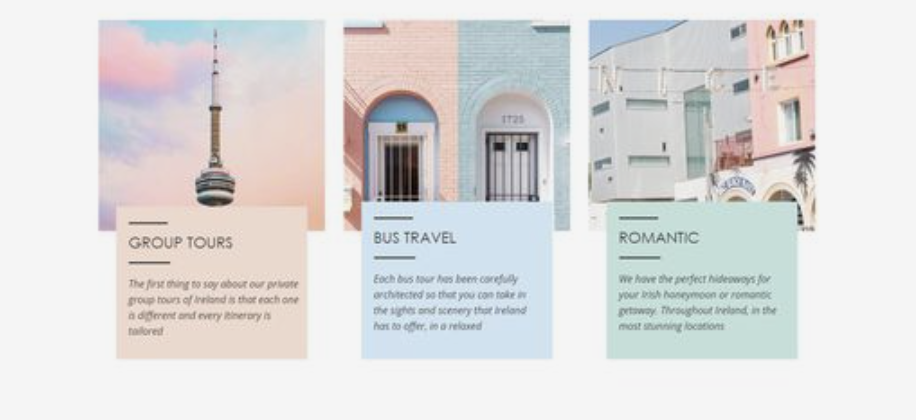 N I C E
1725
GROUP TOURS
The first thing to say about our private
group tours of Ireland is that each one
is different and every itinerary is
tailored
BUS TRAVEL
Each bus tour has been carefully
architected so that you can take in
the sights and scenery that Ireland
has to offer, in a relaxed
ROMANTIC
We have the perfect hideaways for
your Irish honeymoon or romantic
getaway. Throughout Ireland, in the
most stunning locations